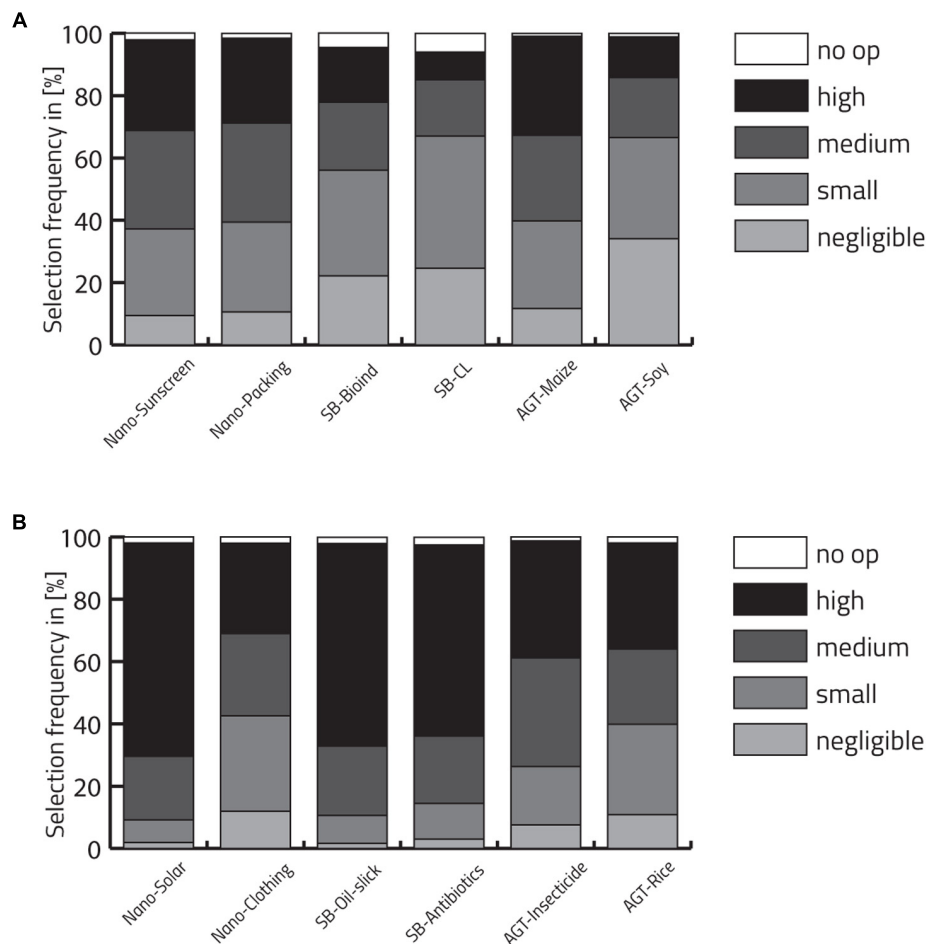 A
Selection frequency in [%]
100
80
60
40
20
0
Nano-Sunscreen
Nano-Packing
SB-Bioind
SB-CL
AGT-Maize
AGT-Soy
no op
high
medium
small
negligible
B
Selection frequency in [%]
100
80
60
40
20
0
Nano-Solar
Nano-Clothing
SB-Oil-slick
SB-Antibiotics
AGT-Insecticide
AGT-Rice
no op
high
medium
small
negligible